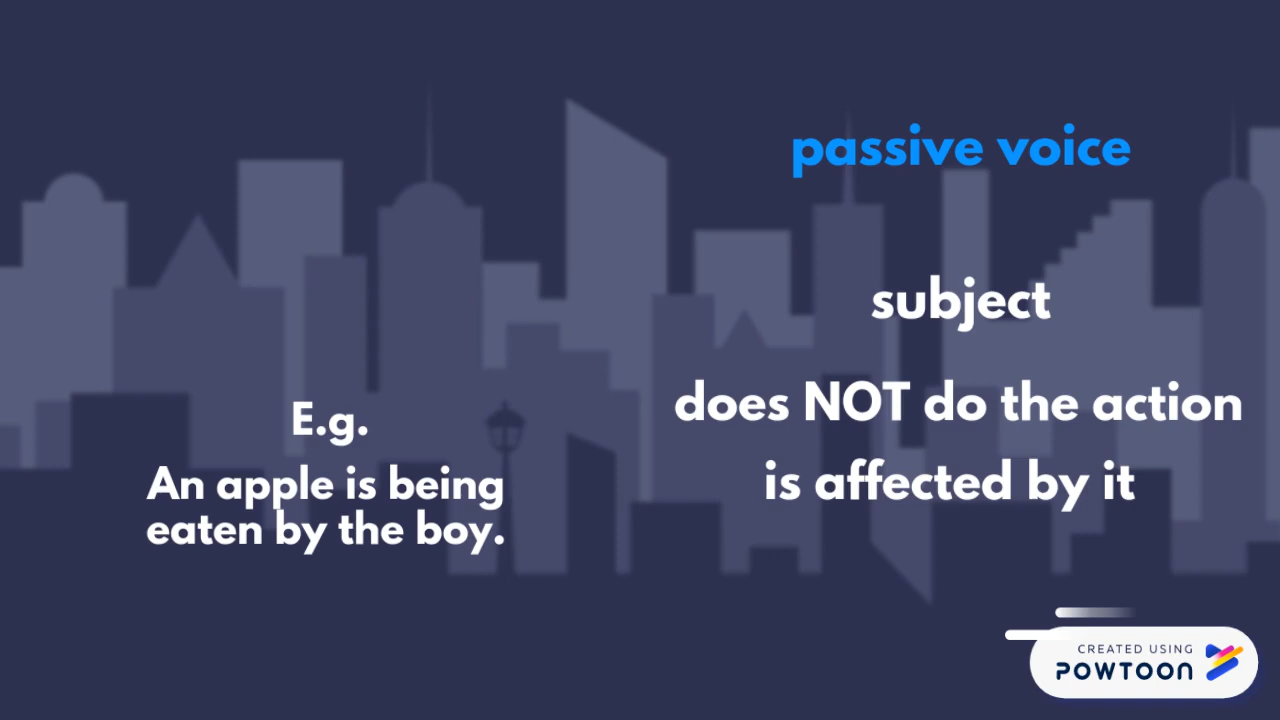 passive voice
subject
does NOT do the action
is affected by it
E.g.
An apple is being
eaten by the boy.
CREATED USING
POWTOON